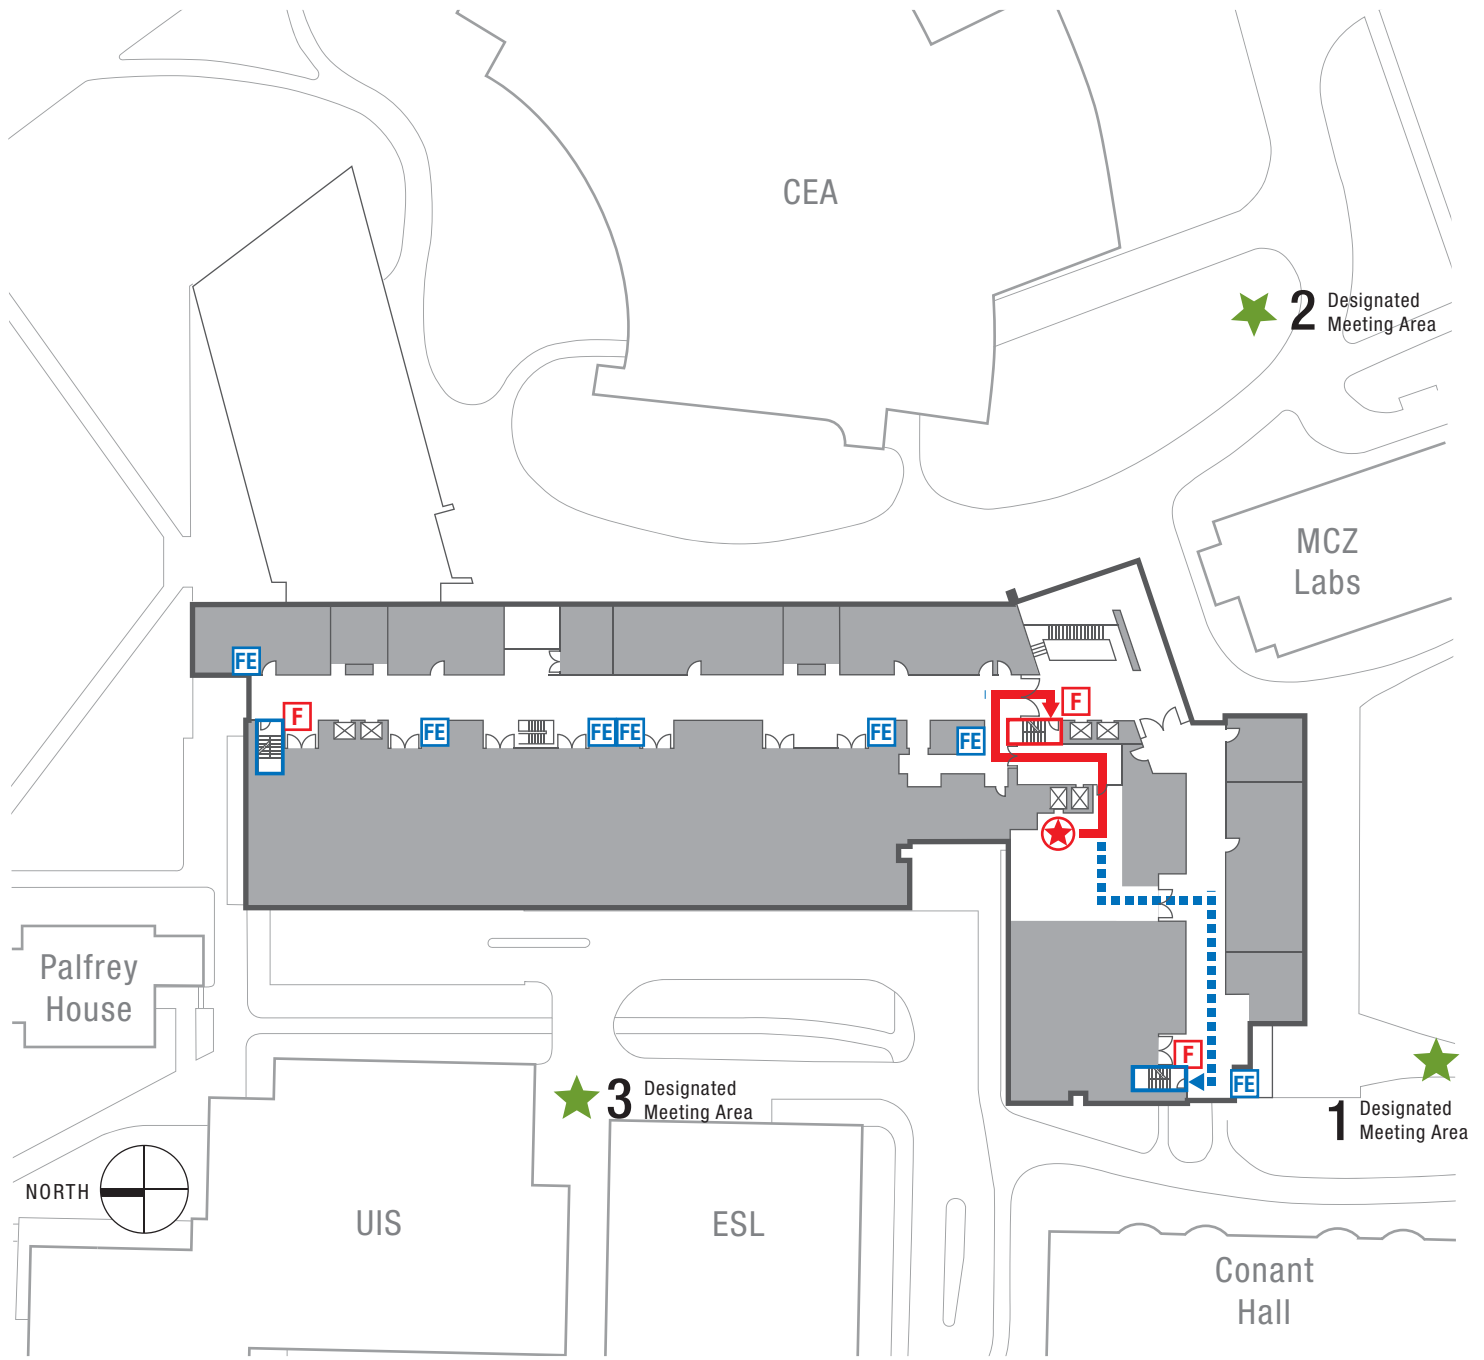 CEA
2 Designated
Meeting Area
MCZ
Labs
FE
F
F
FE
FE
FE
FE
FE
Palfrey
House
F
FE
3 Designated
Meeting Area
1 Designated
Meeting Area
NORTH
UIS
ESL
Conant
Hall